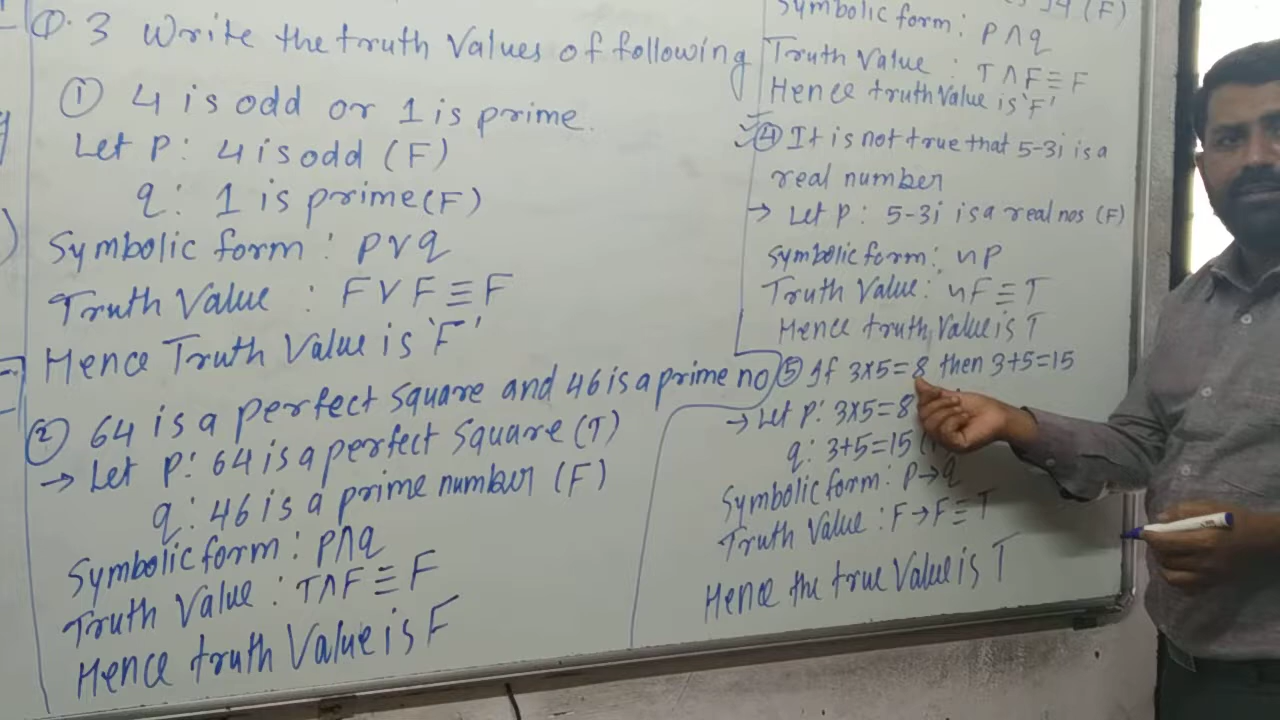 Q. 3 Write the truth Values of following
① 4 is odd or 1 is prime.
Let P: 4 is odd (F)
q: 1 is prime (F)
Symbolic form: p∨q
Truth Value : F∨F≡F
Hence Truth Value is 'F'
② 64 is a perfect square and 46 is a prime no
→ Let P: 64 is a perfect square (T)
q: 46 is a prime number (F)
Symbolic form: p∧q
Truth Value : T∧F≡F
Hence truth Value is F
(F)
Symbolic form: p∧q
Truth Value : T∧F≡F
Hence truth Value is 'F'
④ It is not true that 5-3i is a
real number
→ Let P: 5-3i is a real nos (F)
Symbolic form: ~P
Truth Value: ~F≡T
Hence truth Value is T
⑤ If 3x5=8 then 3+5=15
→ Let P: 3x5=8
q: 3+5=15
Symbolic form: P→q
Truth Value : F→F≡T
Hence the true Value is T